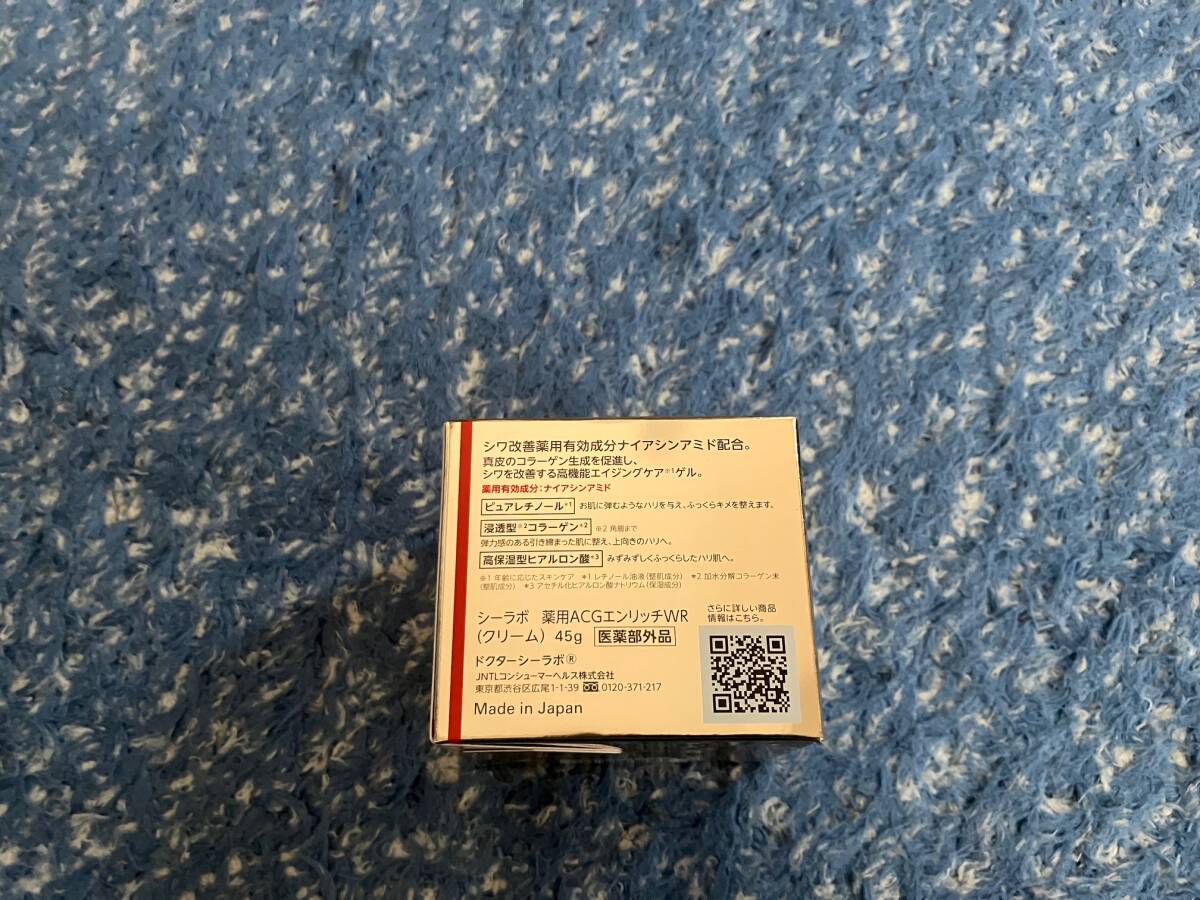 シワ改善薬用有効成分ナイアシンアミド配合。
真皮のコラーゲン生成を促進し、
シワを改善する高機能エイジングケア※1ゲル。
薬用有効成分:ナイアシンアミド
ピュアレチノール*1 お肌に弾むようなハリを与え、ふっくらキメを整えます。
浸透型※2コラーゲン*2 ※2 角層まで
弾力感のある引き締まった肌に整え、上向きのハリへ。
高保湿型ヒアルロン酸*3 みずみずしくふっくらしたハリ肌へ。
※1 年齢に応じたスキンケア *1 レチノール油液(整肌成分) *2 加水分解コラーゲン末
(整肌成分) *3 アセチル化ヒアルロン酸ナトリウム(保湿成分)
シーラボ 薬用ACGエンリッチWR
(クリーム) 45g 医薬部外品
ドクターシーラボ®
JNTLコンシューマーヘルス株式会社
東京都渋谷区広尾1-1-39 0120-371-217
Made in Japan
さらに詳しい商品
情報はこちら。